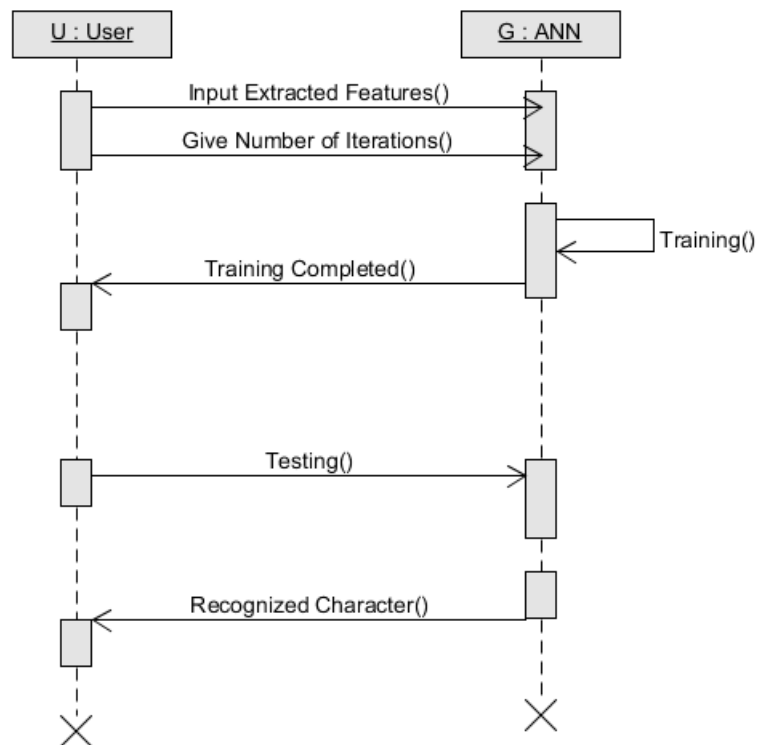 U : User
G : ANN
Input Extracted Features()
Give Number of Iterations()
Training()
Training Completed()
Testing()
Recognized Character()